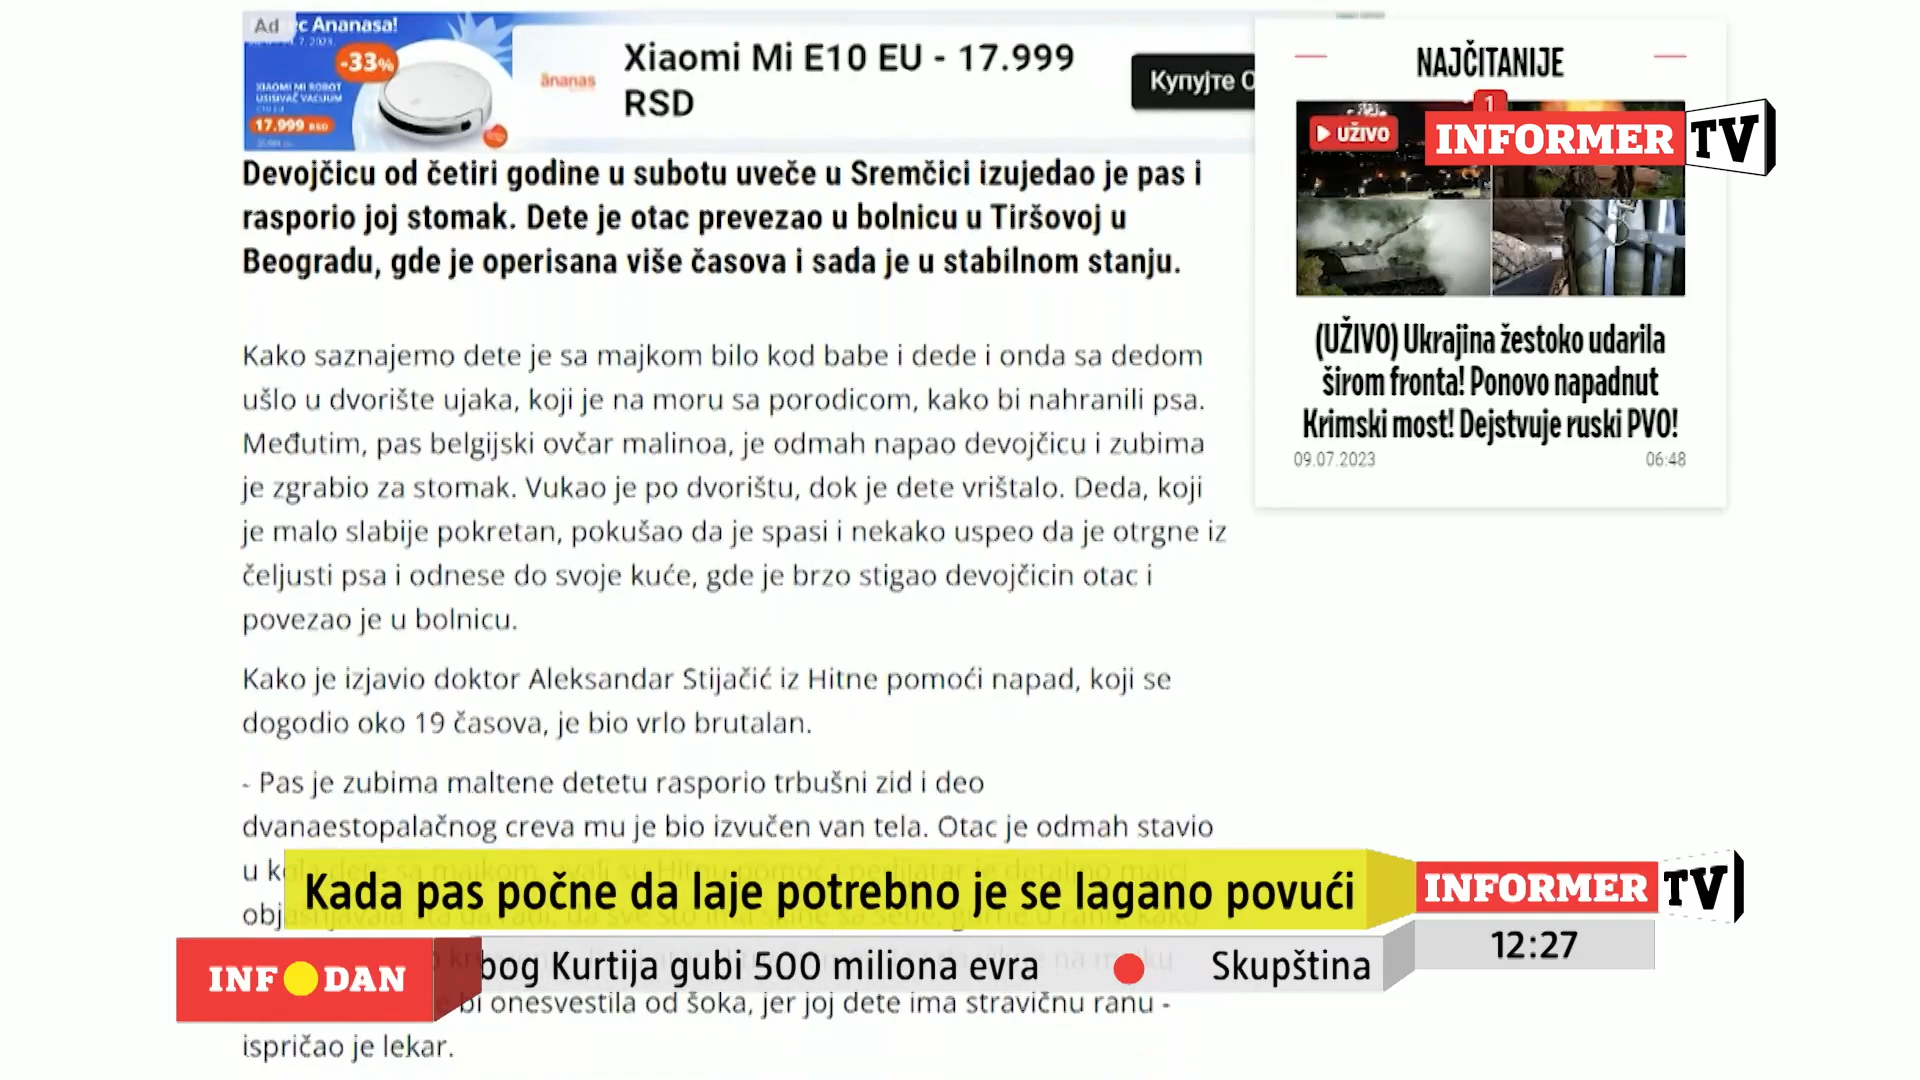 Ad
ec Ananasa!
-33%
XIAOMI MI ROBOT
USISIVAČ VACUUM
17.999 RSD
ananas
Xiaomi Mi E10 EU - 17.999
RSD
Купујте
NAJČITANIJE
1
UŽIVO
INFORMER TV
(UŽIVO) Ukrajina žestoko udarila
širom fronta! Ponovo napadnut
Krimski most! Dejstvuje ruski PVO!
09.07.2023 06:48
Devojčicu od četiri godine u subotu uveče u Sremčici izujedao je pas i
rasporio joj stomak. Dete je otac prevezao u bolnicu u Tiršovoj u
Beogradu, gde je operisana više časova i sada je u stabilnom stanju.
Kako saznajemo dete je sa majkom bilo kod babe i dede i onda sa dedom
ušlo u dvorište ujaka, koji je na moru sa porodicom, kako bi nahranili psa.
Međutim, pas belgijski ovčar malinoa, je odmah napao devojčicu i zubima
je zgrabio za stomak. Vukao je po dvorištu, dok je dete vrištalo. Deda, koji
je malo slabije pokretan, pokušao da je spasi i nekako uspeo da je otrgne iz
čeljusti psa i odnese do svoje kuće, gde je brzo stigao devojčicin otac i
povezao je u bolnicu.
Kako je izjavio doktor Aleksandar Stijačić iz Hitne pomoći napad, koji se
dogodio oko 19 časova, je bio vrlo brutalan.
- Pas je zubima maltene detetu rasporio trbušni zid i deo
dvanaestopalačnog creva mu je bio izvučen van tela. Otac je odmah stavio
Kada pas počne da laje potrebno je se lagano povući
INFORMER TV
12:27
INFODAN
bog Kurtija gubi 500 miliona evra
Skupština
bi onesvestila od šoka, jer joj dete ima stravičnu ranu -
ispričao je lekar.